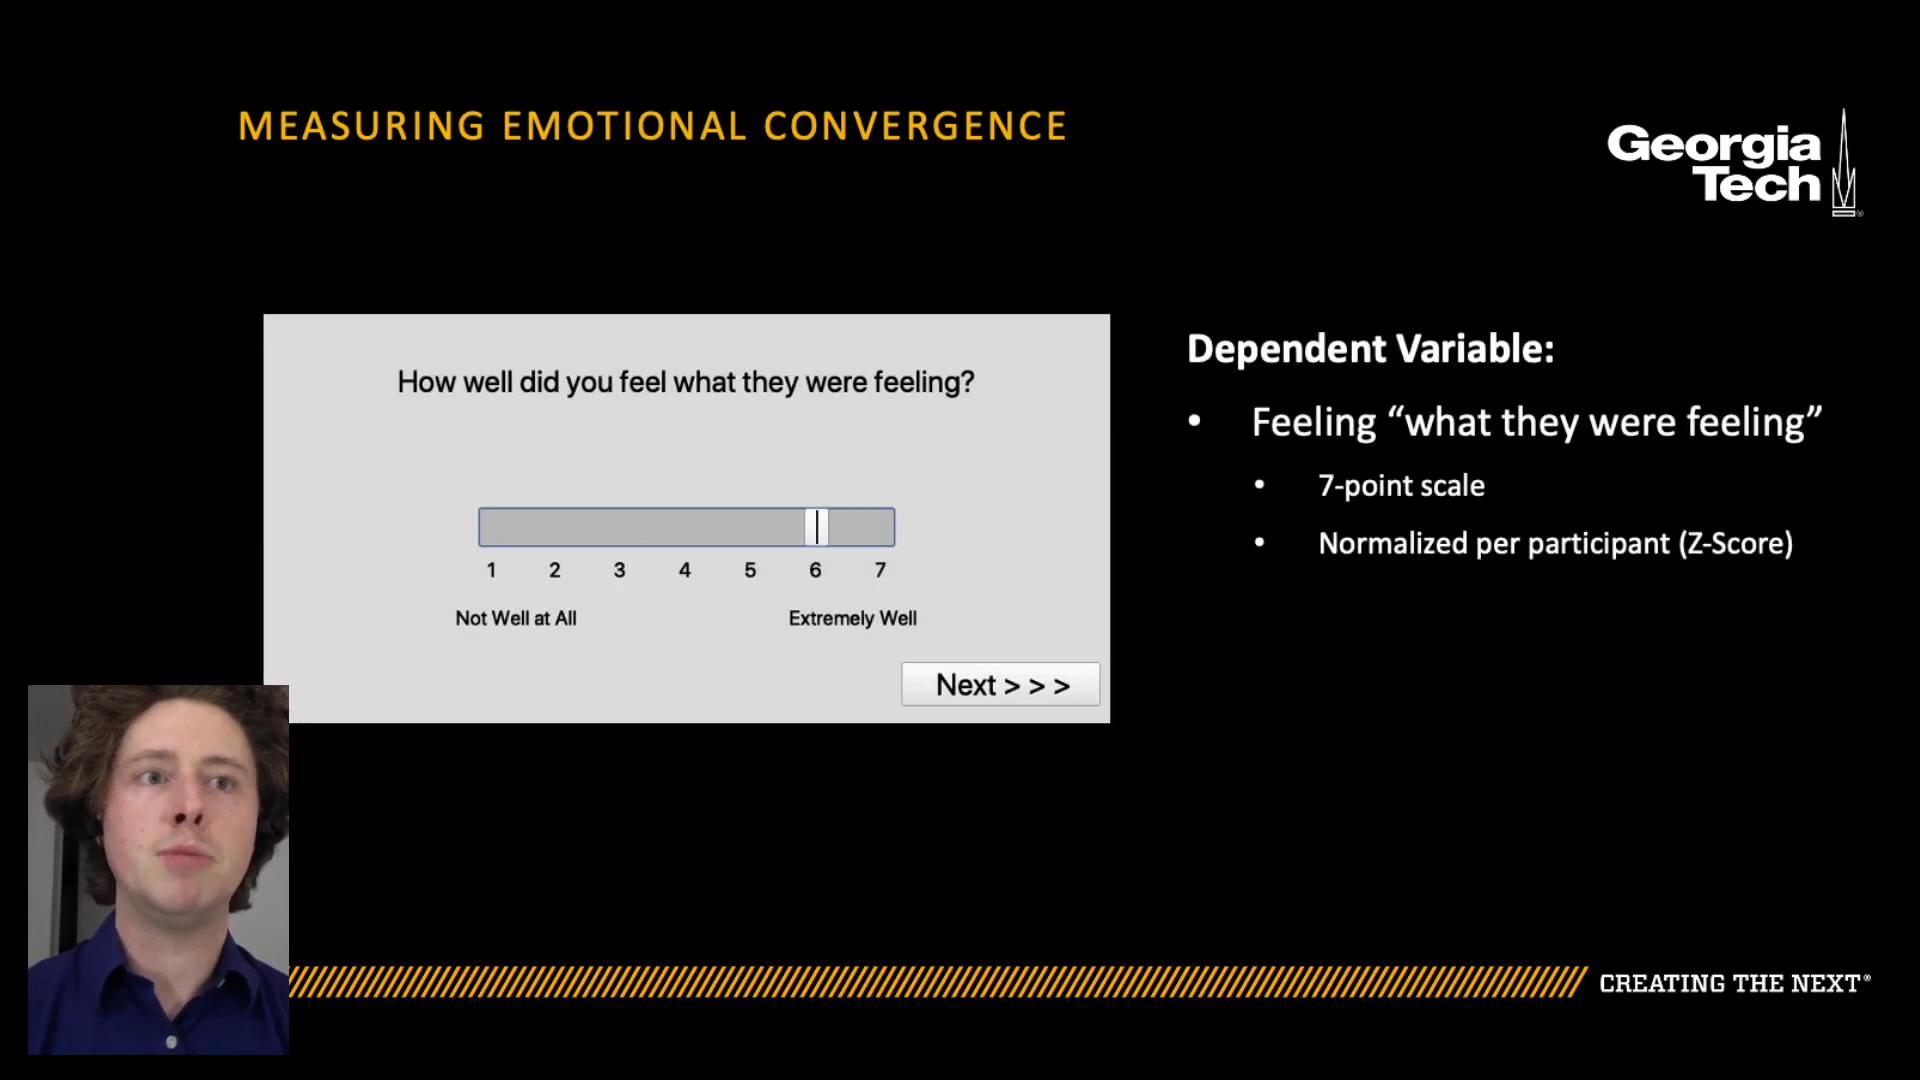 MEASURING EMOTIONAL CONVERGENCE
Georgia
Tech
How well did you feel what they were feeling?
1 2 3 4 5 6 7
Not Well at All Extremely Well
Next > > >
Dependent Variable:
• Feeling “what they were feeling”
• 7-point scale
• Normalized per participant (Z-Score)
CREATING THE NEXT®